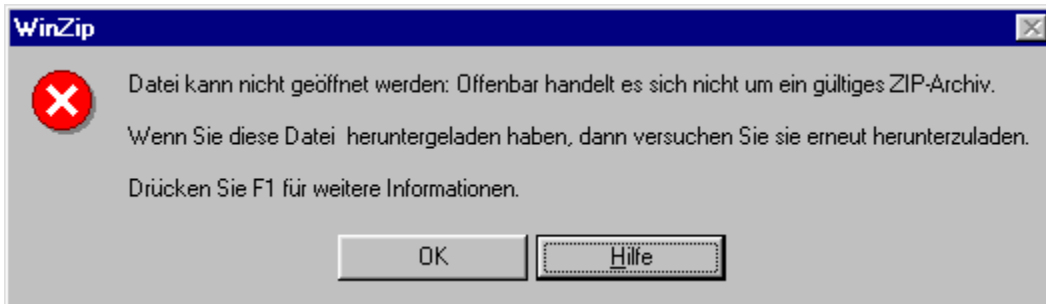 WinZip
Datei kann nicht geöffnet werden: Offenbar handelt es sich nicht um ein gültiges ZIP-Archiv.
Wenn Sie diese Datei  heruntergeladen haben, dann versuchen Sie sie erneut herunterzuladen.
Drücken Sie F1 für weitere Informationen.
OK
Hilfe